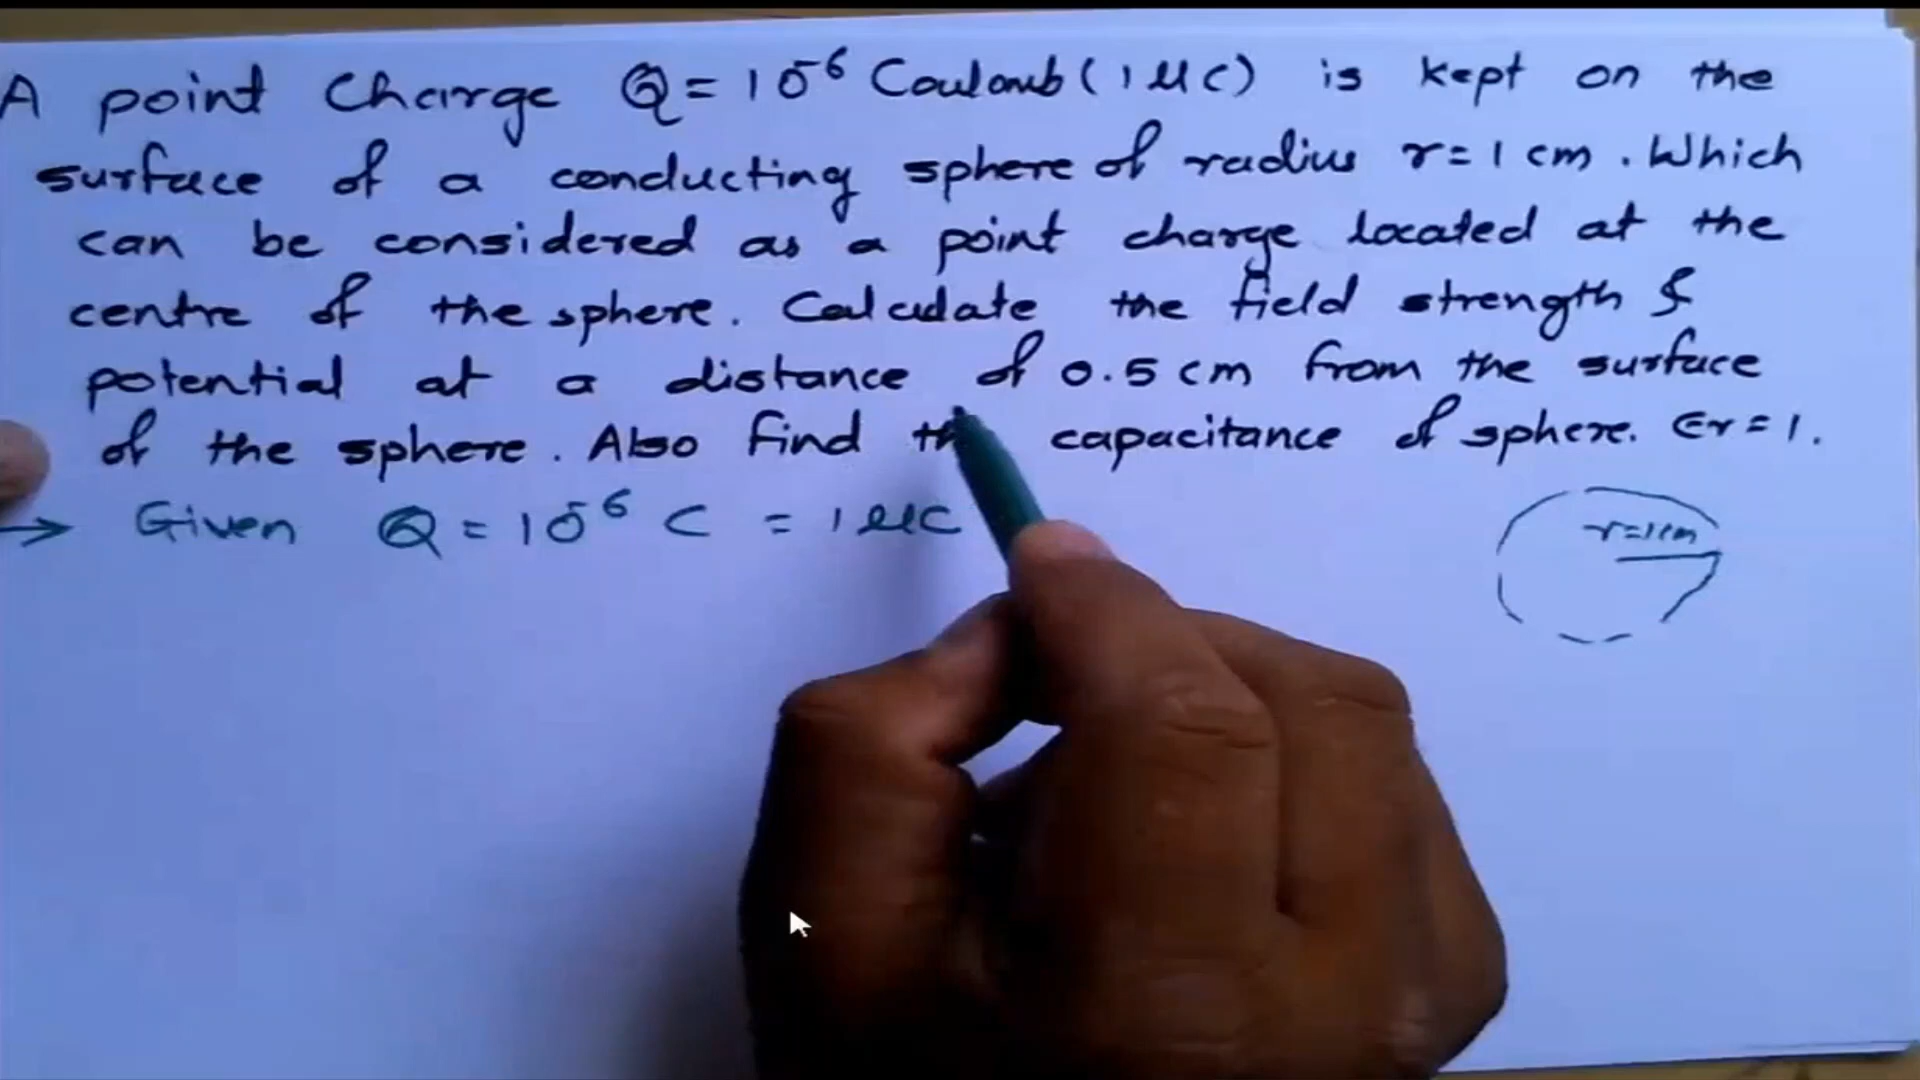 A point Charge Q = 10⁻⁶ Coulomb (1 μC) is kept on the
surface of a conducting sphere of radius r = 1 cm. Which
can be considered as a point charge located at the
centre of the sphere. Calculate the field strength &
potential at a distance of 0.5 cm from the surface
of the sphere. Also find the capacitance of sphere. Er = 1.
→ Given Q = 10⁻⁶ C = 1 μC
r=1cm